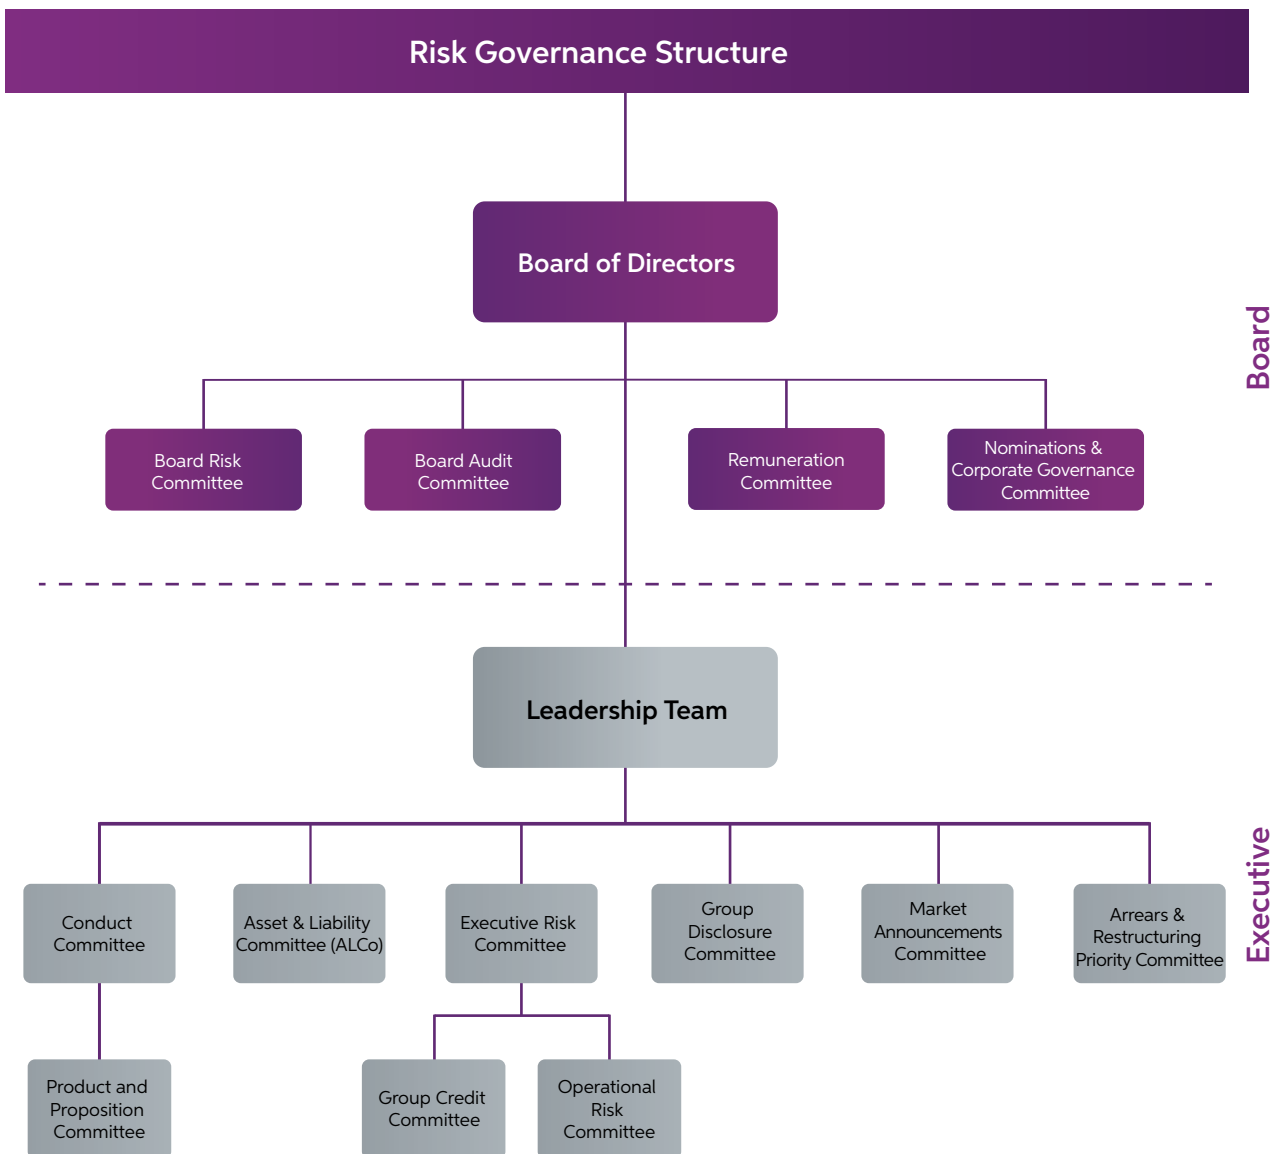 Risk Governance Structure
Board of Directors
Board
Board Risk
Committee
Board Audit
Committee
Remuneration
Committee
Nominations &
Corporate Governance
Committee
Leadership Team
Executive
Conduct
Committee
Asset & Liability
Committee (ALCo)
Executive Risk
Committee
Group
Disclosure
Committee
Market
Announcements
Committee
Arrears &
Restructuring
Priority Committee
Product and
Proposition
Committee
Group Credit
Committee
Operational
Risk
Committee